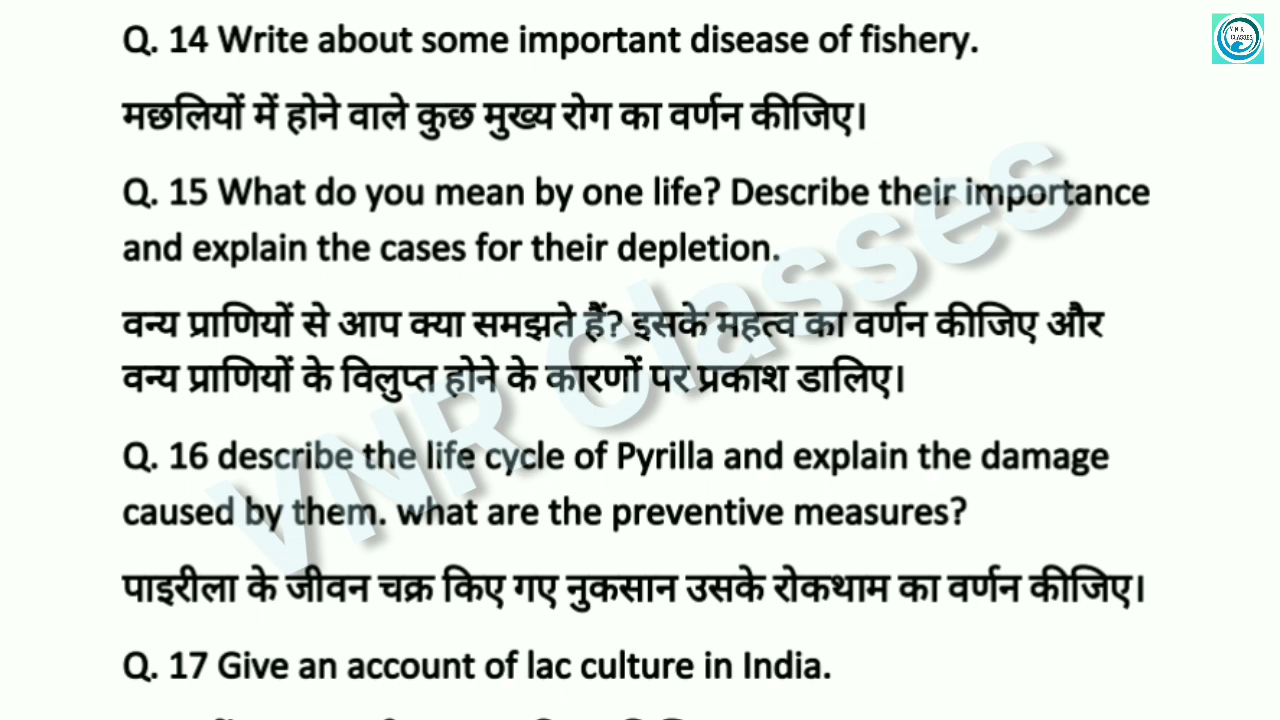 Q. 14 Write about some important disease of fishery.
मछलियों में होने वाले कुछ मुख्य रोग का वर्णन कीजिए।
Q. 15 What do you mean by one life? Describe their importance
and explain the cases for their depletion.
वन्य प्राणियों से आप क्या समझते हैं? इसके महत्व का वर्णन कीजिए और
वन्य प्राणियों के विलुप्त होने के कारणों पर प्रकाश डालिए।
Q. 16 describe the life cycle of Pyrilla and explain the damage
caused by them. what are the preventive measures?
पाइरीला के जीवन चक्र किए गए नुकसान उसके रोकथाम का वर्णन कीजिए।
Q. 17 Give an account of lac culture in India.
VNR Classes
VNR
CLASSES